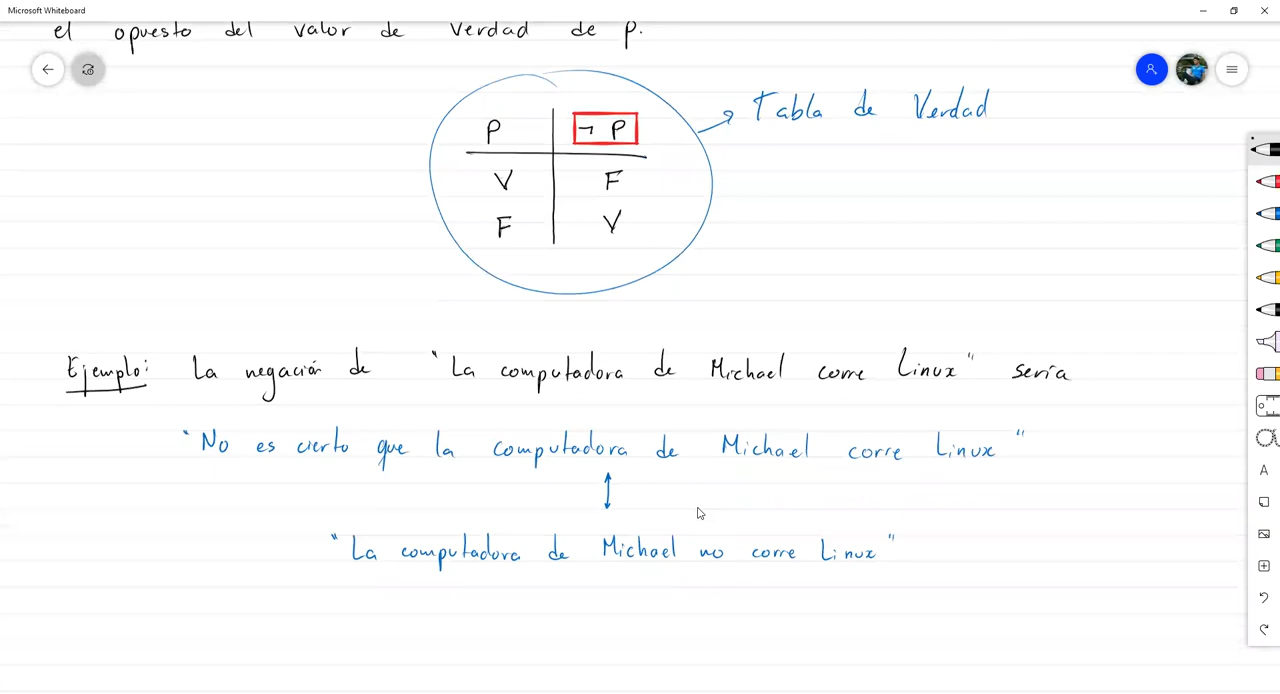 Microsoft Whiteboard
el opuesto del valor de verdad de p.
Tabla de Verdad
P ¬ P
V F
F V
Ejemplo: La negación de "La computadora de Michael corre Linux" sería
"No es cierto que la computadora de Michael corre Linux"
"La computadora de Michael no corre Linux"
A